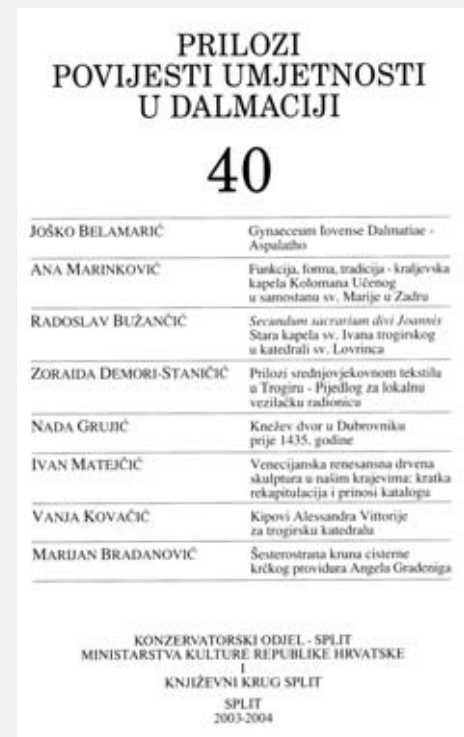 PRILOZI
POVIJESTI UMJETNOSTI
U DALMACIJI
40
JOŠKO BELAMARIĆ
Gynaeceum Iovense Dalmatiae -
Aspalatho
ANA MARINKOVIĆ
Funkcija, forma, tradicija - kraljevska
kapela Kolomana Učenog
u samostanu sv. Marije u Zadru
RADOSLAV BUŽANČIĆ
Secundum sacrarium divi Joannis
Stara kapela sv. Ivana trogirskog
u katedrali sv. Lovrinca
ZORAIDA DEMORI-STANIČIĆ
Prilozi srednjovjekovnom tekstilu
u Trogiru - Pijedlog za lokalnu
vezilačku radionicu
NADA GRUJIĆ
Knežev dvor u Dubrovniku
prije 1435. godine
IVAN MATEJČIĆ
Venecijanska renesansna drvena
skulptura u našim krajevima: kratka
rekapitulacija i prinosi katalogu
VANJA KOVAČIĆ
Kipovi Alessandra Vittorije
za trogirsku katedralu
MARIJAN BRADANOVIĆ
Šesterostrana kruna cisterne
krčkog providura Angela Gradeniga
KONZERVATORSKI ODJEL - SPLIT
MINISTARSTVA KULTURE REPUBLIKE HRVATSKE
I
KNJIŽEVNI KRUG SPLIT
SPLIT
2003-2004